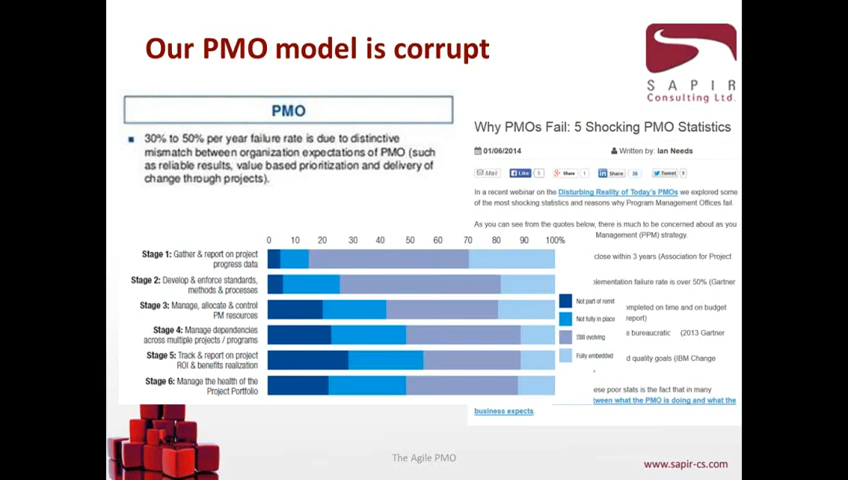 Our PMO model is corrupt
SAPIR
Consulting Ltd.
PMO
30% to 50% per year failure rate is due to distinctive
mismatch between organization expectations of PMO (such
as reliable results, value based prioritization and delivery of
change through projects).
Why PMOs Fail: 5 Shocking PMO Statistics
01/06/2014 Written by: Ian Needs
Mail Like 5 Share 1 Share 38 Tweet 9
In a recent webinar on the Disturbing Reality of Today's PMOs we explored some
of the most shocking statistics and reasons why Program Management Offices fail.
As you can see from the quotes below, there is much to be concerned about as you
Management (PPM) strategy.
close within 3 years (Association for Project
plementation failure rate is over 50% (Gartner
mpleted on time and on budget
report)
e bureaucratic (2013 Gartner
d quality goals (IBM Change
ese poor stats is the fact that in many
tween what the PMO is doing and what the
business expects.
0 10 20 30 40 50 60 70 80 90 100%
Stage 1: Gather & report on project
progress data
Stage 2: Develop & enforce standards,
methods & processes
Stage 3: Manage, allocate & control
PM resources
Stage 4: Manage dependencies
across multiple projects / programs
Stage 5: Track & report on project
ROI & benefits realization
Stage 6: Manage the health of the
Project Portfolio
Not part of remit
Not fully in place
Still evolving
Fully embedded
The Agile PMO
www.sapir-cs.com